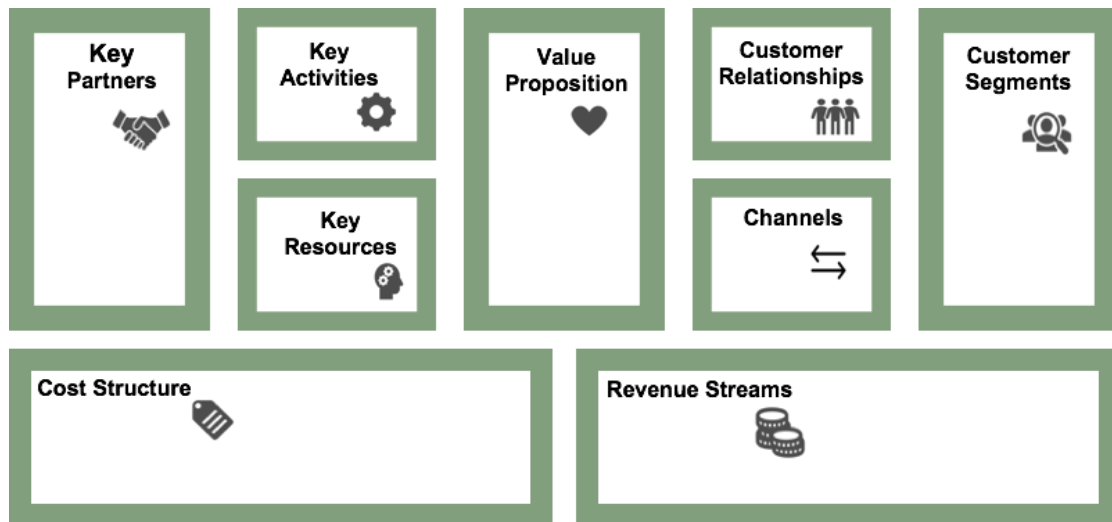 Key
Partners
Key
Activities
Key
Resources
Value
Proposition
Customer
Relationships
Channels
Customer
Segments
Cost Structure
Revenue Streams